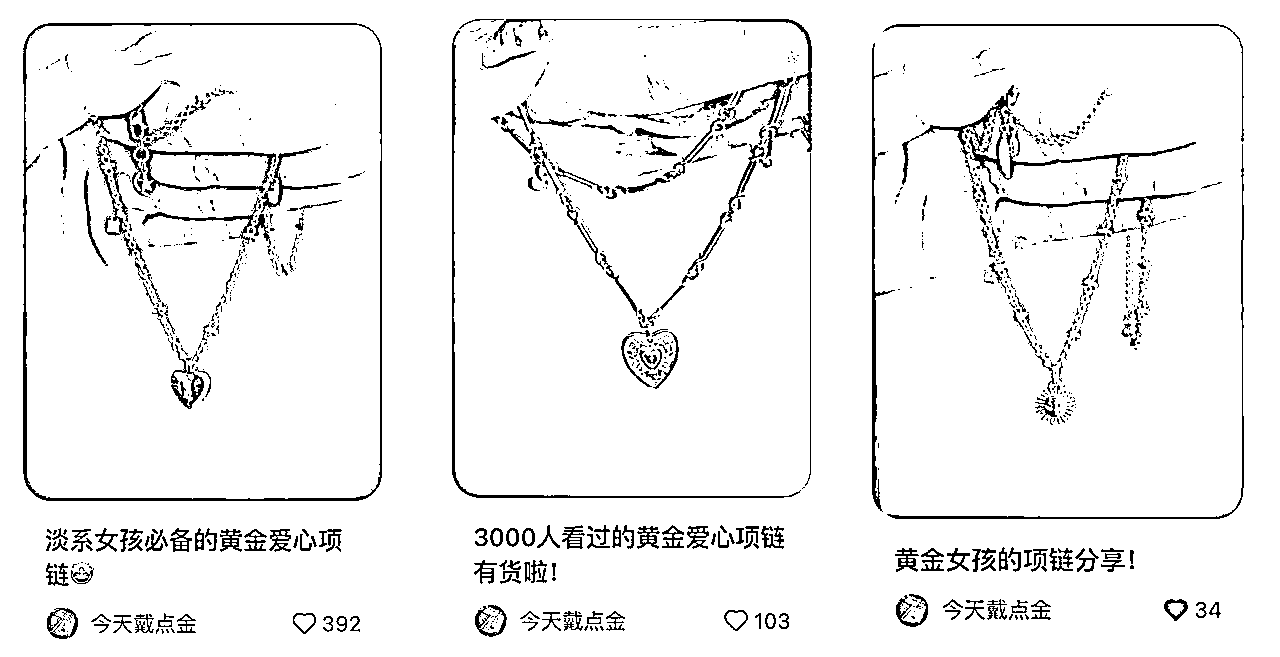 淡系女孩必备的黄金爱心项
链
今天戴点金
392
3000人看过的黄金爱心项链
有货啦!
今天戴点金
103
黄金女孩的项链分享!
今天戴点金
34